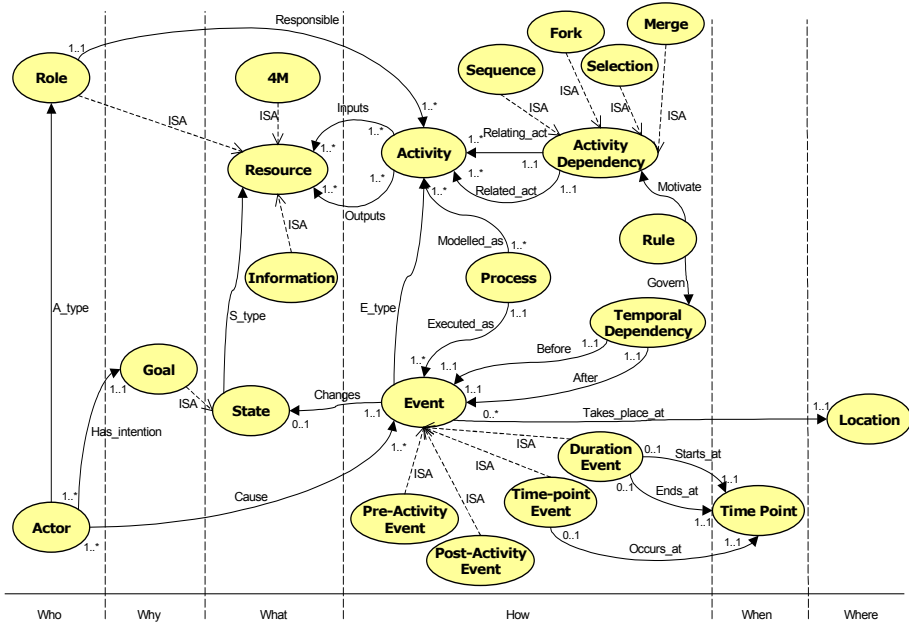 Responsible
Merge
Fork
1..1
Role
4M
Sequence
Selection
ISA
ISA
ISA
ISA
ISA
ISA
Inputs
1..*
1..*
1..*
Relating_act
1..*
Activity
Activity
Dependency
1..*
1..1
Resource
1..*
1..*
1..*
Related_act
1..1
1..*
Outputs
Motivate
ISA
Modelled_as
1..*
Rule
Information
Process
Govern
1..1
A_type
S_type
E_type
Executed_as
Temporal
Dependency
1..1
1..1
Before
1..*
1..1
Goal
1..1
After
ISA
Changes
1..1
Event
State
1..1
0..*
Takes_place_at
1..1
Location
0..1
Has_intention
1..*
ISA
0..1
Starts_at
Duration
Event
ISA
ISA
Cause
ISA
0..1
1..1
Ends_at
1..*
Pre-Activity
Event
Time-point
Event
Time Point
1..1
Actor
0..1
1..1
Occurs_at
1..*
Post-Activity
Event
Who
Why
What
How
When
Where